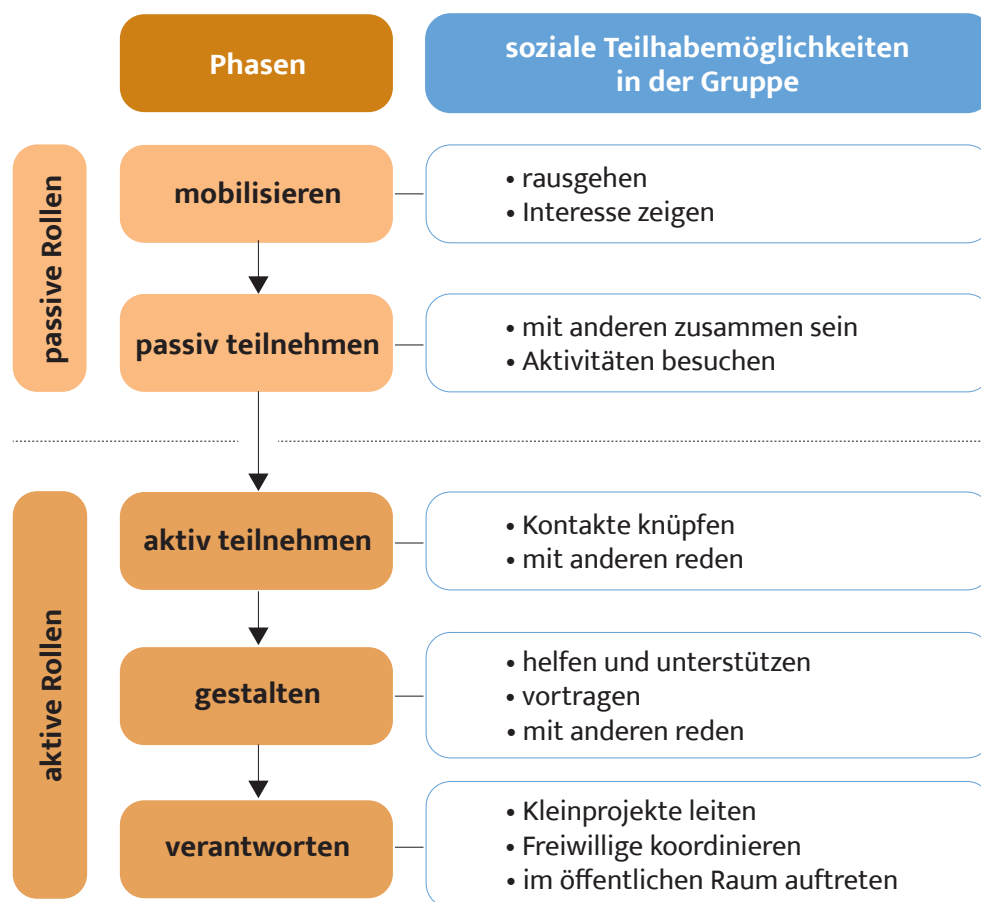 Phasen
soziale Teilhabemöglichkeiten
in der Gruppe
passive Rollen
mobilisieren
• rausgehen
• Interesse zeigen
passiv teilnehmen
• mit anderen zusammen sein
• Aktivitäten besuchen
aktive Rollen
aktiv teilnehmen
• Kontakte knüpfen
• mit anderen reden
gestalten
• helfen und unterstützen
• vortragen
• mit anderen reden
verantworten
• Kleinprojekte leiten
• Freiwillige koordinieren
• im öffentlichen Raum auftreten